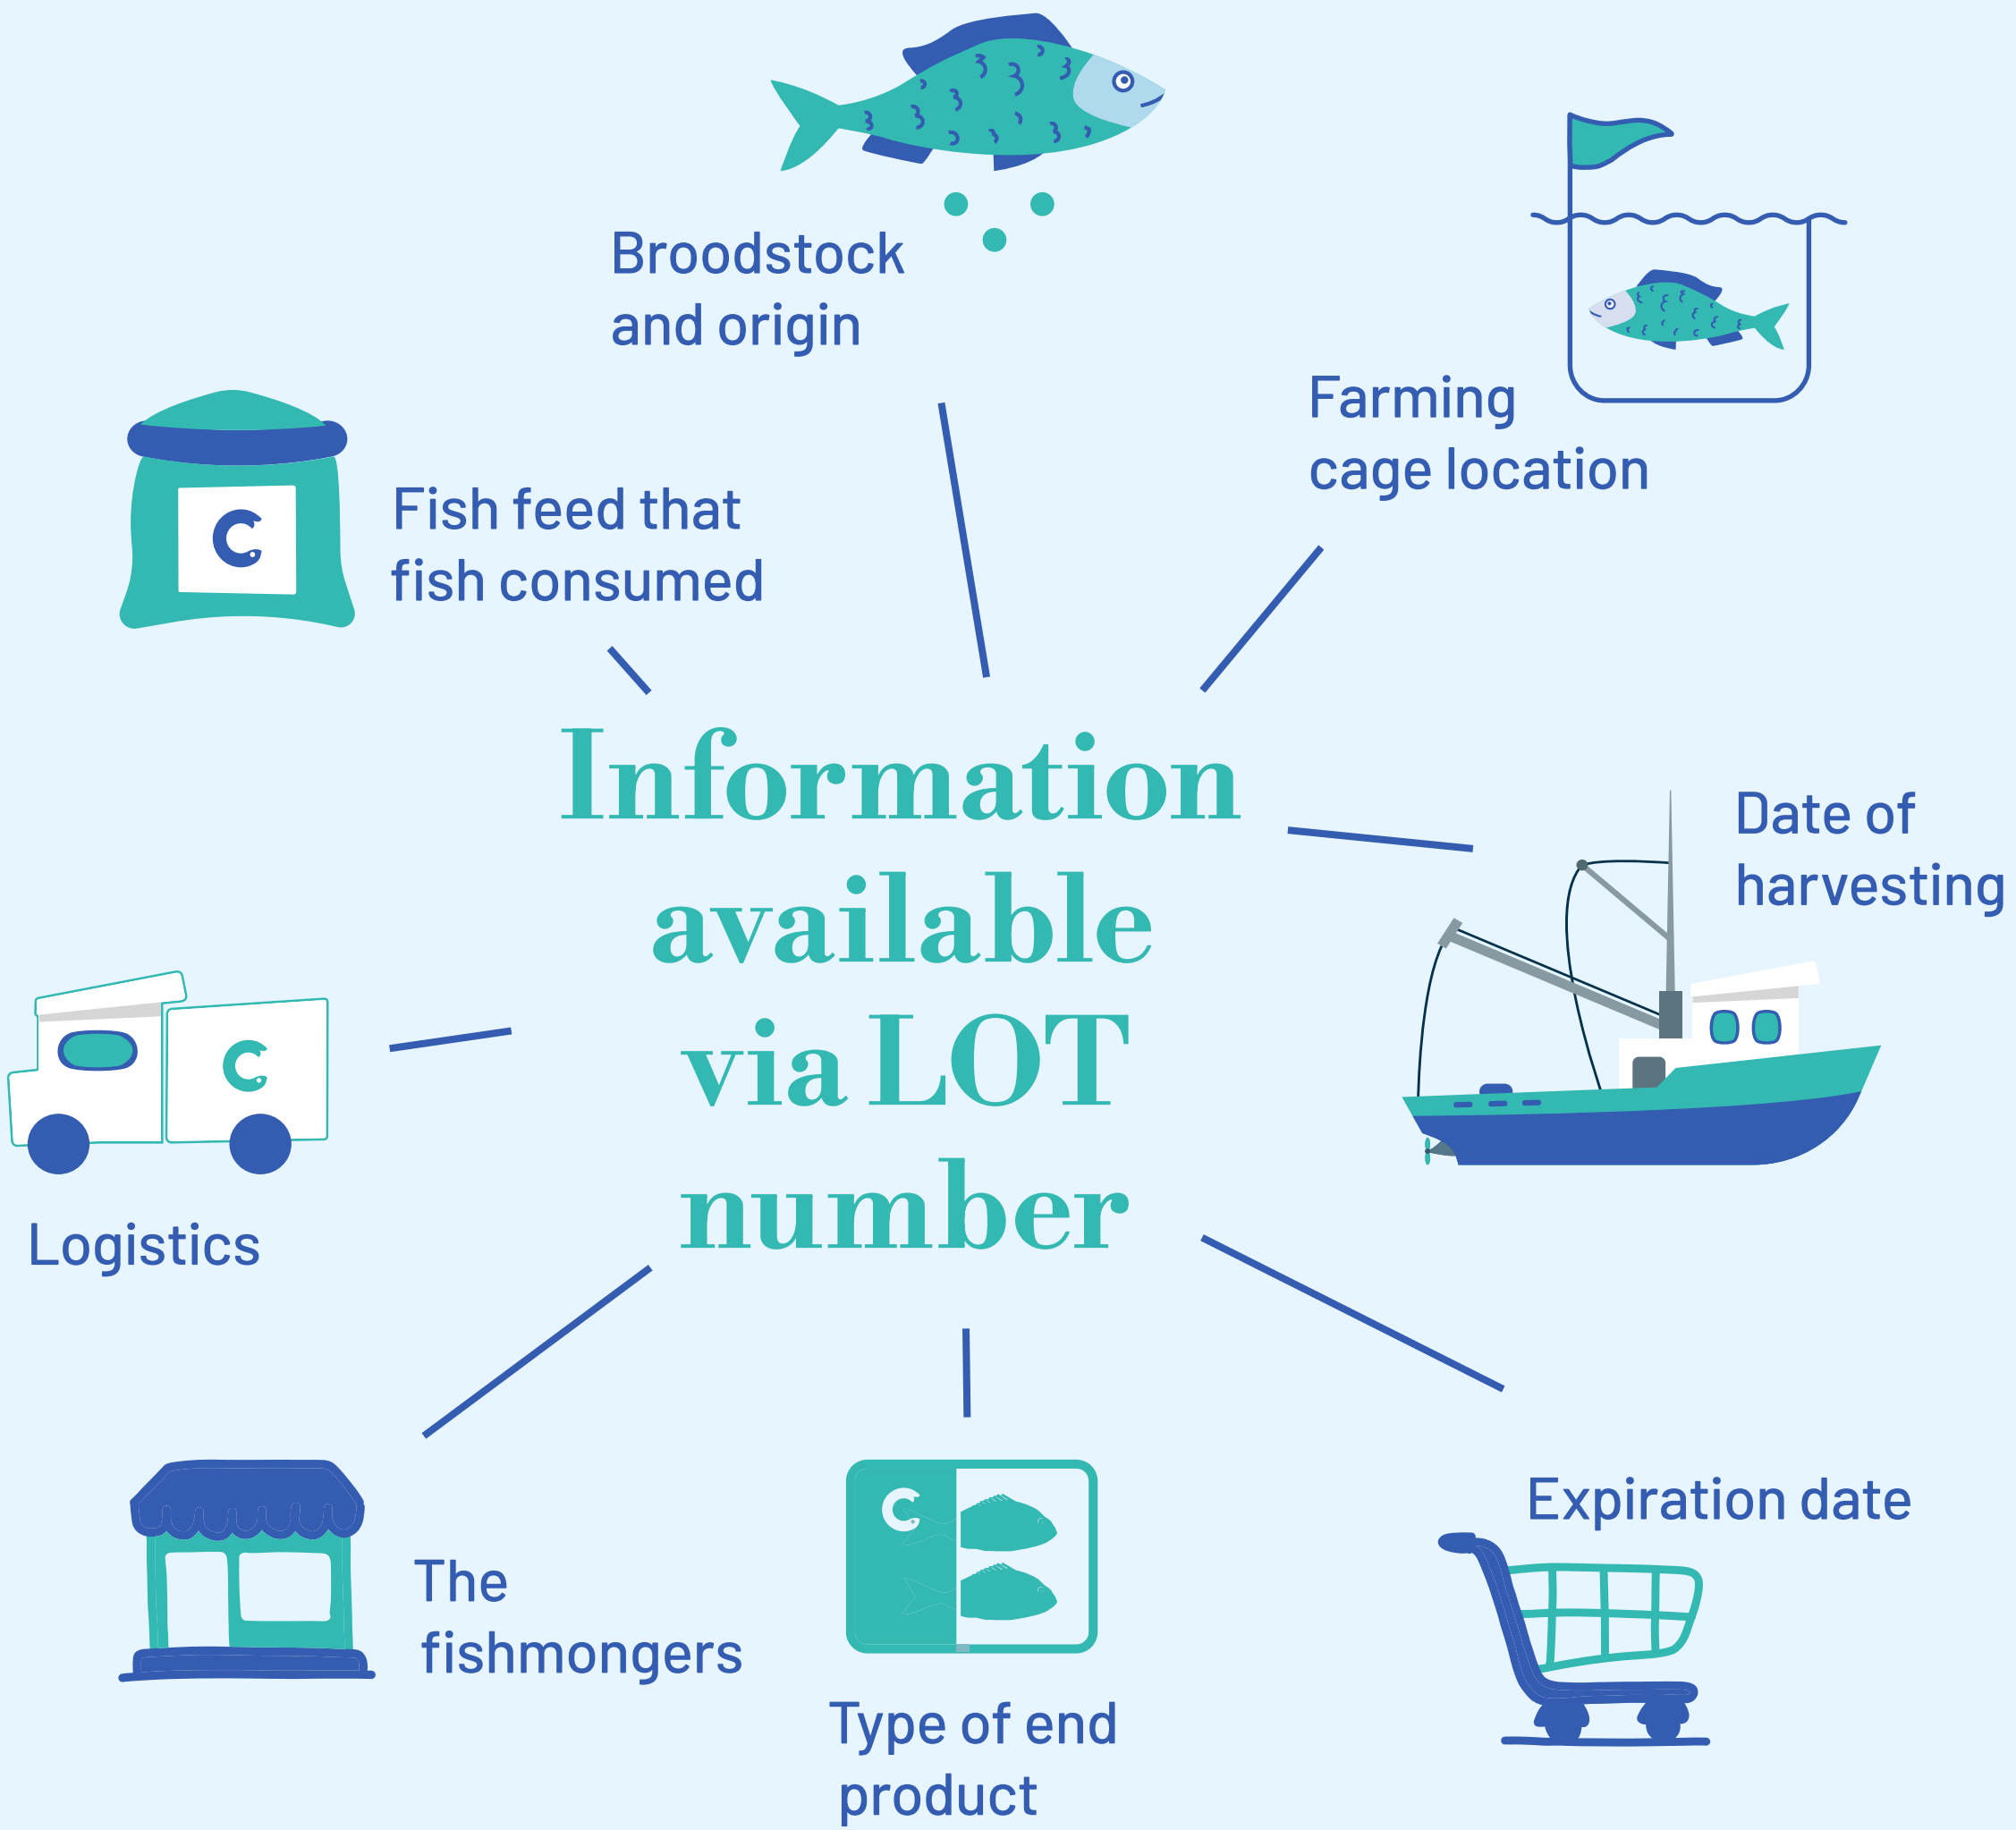 Broodstock
and origin
Farming
cage location
Fish feed that
fish consumed
Information
available
via LOT
number
Date of
harvesting
Logistics
Expiration date
The
fishmongers
Type of end
product